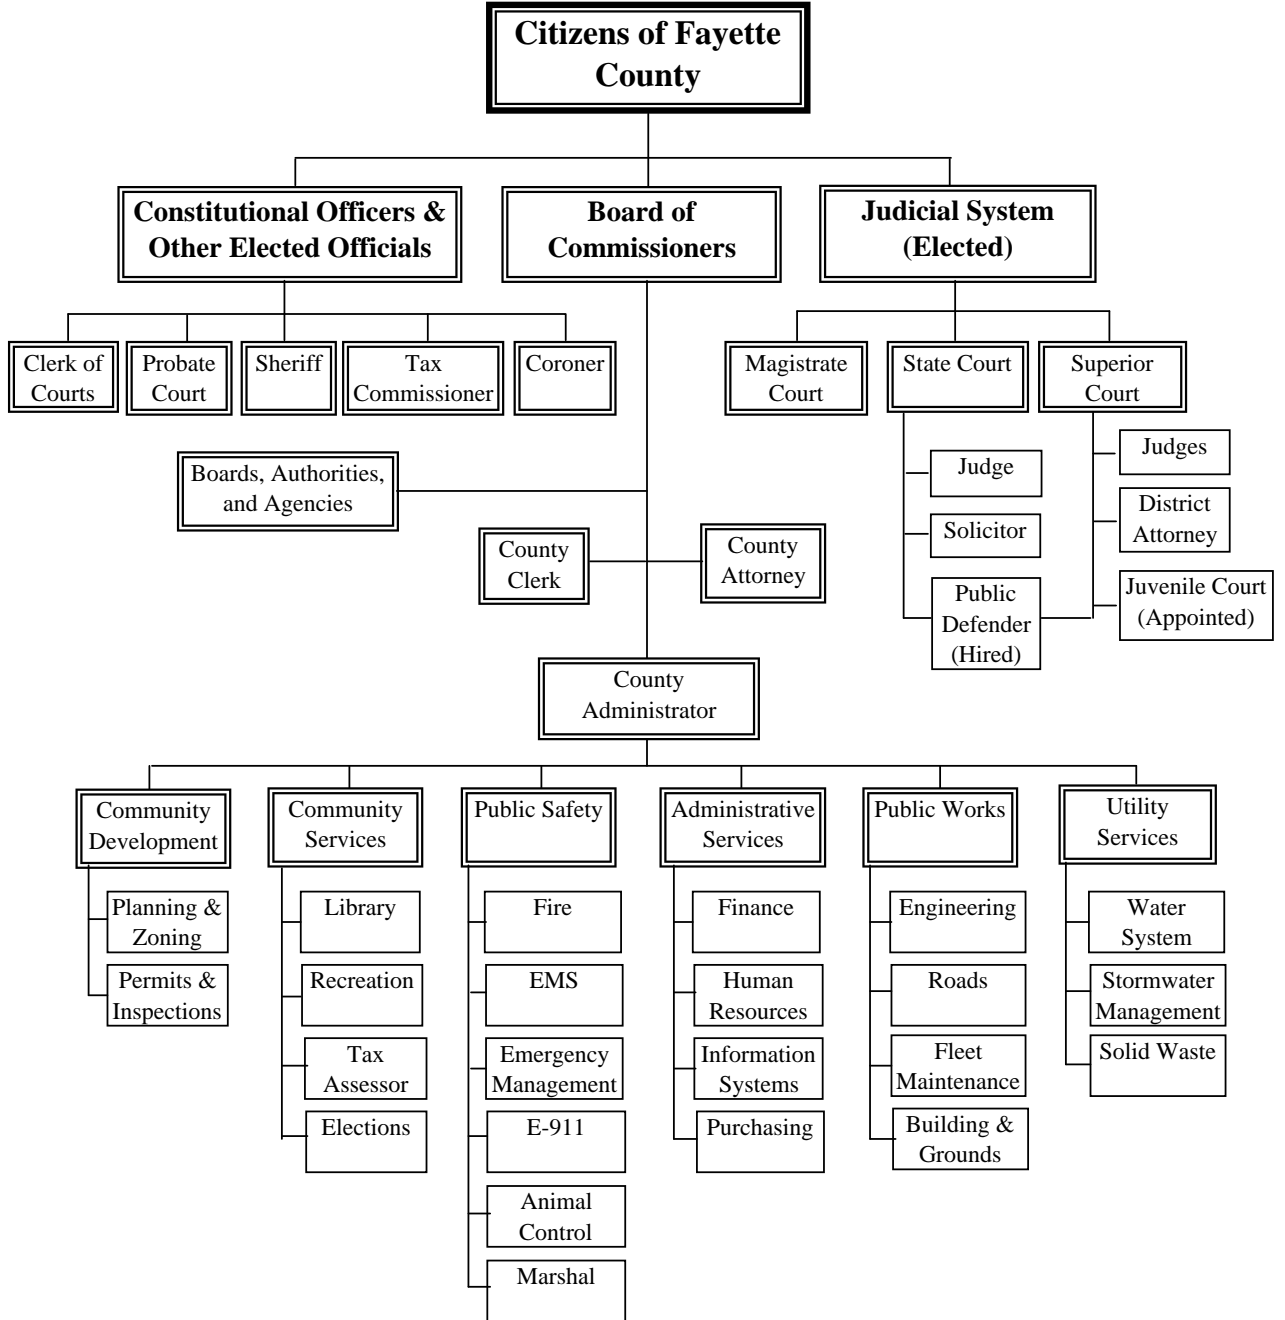 Citizens of Fayette
County
Constitutional Officers &
Other Elected Officials
Board of
Commissioners
Judicial System
(Elected)
Clerk of
Courts
Probate
Court
Sheriff
Tax
Commissioner
Coroner
Magistrate
Court
State Court
Superior
Court
Boards, Authorities,
and Agencies
Judge
Judges
Solicitor
District
Attorney
County
Clerk
County
Attorney
Public
Defender
(Hired)
Juvenile Court
(Appointed)
County
Administrator
Community
Development
Community
Services
Public Safety
Administrative
Services
Public Works
Utility
Services
Planning &
Zoning
Permits &
Inspections
Library
Recreation
Tax
Assessor
Elections
Fire
EMS
Emergency
Management
E-911
Animal
Control
Marshal
Finance
Human
Resources
Information
Systems
Purchasing
Engineering
Roads
Fleet
Maintenance
Building &
Grounds
Water
System
Stormwater
Management
Solid Waste